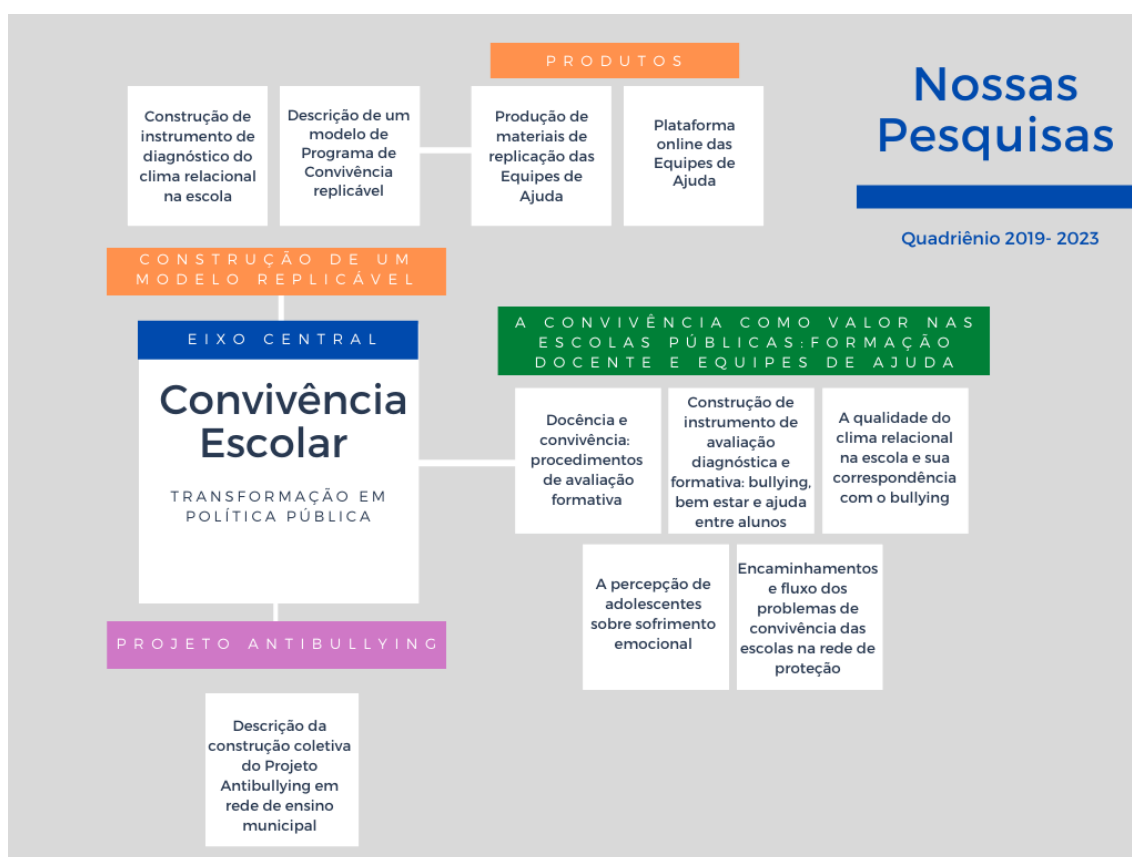 PRODUTOS
Nossas
Pesquisas
Quadriênio 2019- 2023
Construção de
instrumento de
diagnóstico do
clima relacional
na escola
Descrição de um
modelo de
Programa de
Convivência
replicável
Produção de
materiais de
replicação das
Equipes de
Ajuda
Plataforma
online das
Equipes de
Ajuda
CONSTRUÇÃO DE UM
MODELO REPLICÁVEL
EIXO CENTRAL
Convivência
Escolar
TRANSFORMAÇÃO EM
POLÍTICA PÚBLICA
A CONVIVÊNCIA COMO VALOR NAS
ESCOLAS PÚBLICAS:FORMAÇÃO
DOCENTE E EQUIPES DE AJUDA
Docência e
convivência:
procedimentos
de avaliação
formativa
Construção de
instrumento de
avaliação
diagnóstica e
formativa: bullying,
bem estar e ajuda
entre alunos
A qualidade do
clima relacional
na escola e sua
correspondência
com o bullying
A percepção de
adolescentes
sobre sofrimento
emocional
Encaminhamentos
e fluxo dos
problemas de
convivência das
escolas na rede de
proteção
PROJETO ANTIBULLYING
Descrição da
construção coletiva
do Projeto
Antibullying em
rede de ensino
municipal